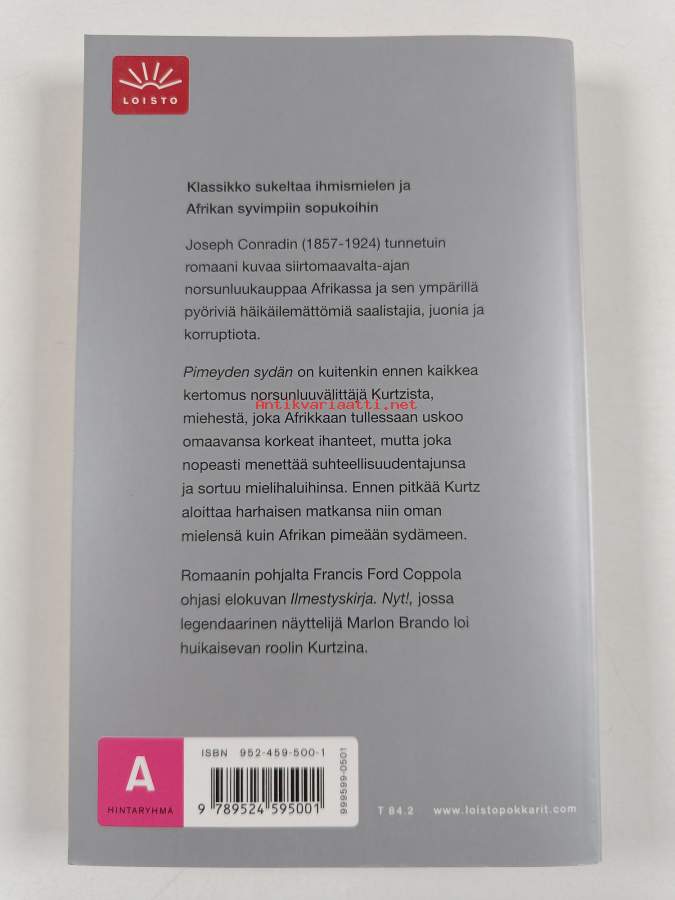 LOISTO
Klassikko sukeltaa ihmismielen ja
Afrikan syvimpiin sopukoihin
Joseph Conradin (1857-1924) tunnetuin
romaani kuvaa siirtomaavalta-ajan
norsunluukauppaa Afrikassa ja sen ympärillä
pyöriviä häikäilemättömiä saalistajia, juonia ja
korruptiota.
Pimeyden sydän on kuitenkin ennen kaikkea
kertomus norsunluuvälittäjä Kurtzista,
Antikvariaatti.net
miehestä, joka Afrikkaan tullessaan uskoo
omaavansa korkeat ihanteet, mutta joka
nopeasti menettää suhteellisuudentajunsa
ja sortuu mielihaluihinsa. Ennen pitkää Kurtz
aloittaa harhaisen matkansa niin oman
mielensä kuin Afrikan pimeään sydämeen.
Romaanin pohjalta Francis Ford Coppola
ohjasi elokuvan Ilmestyskirja. Nyt!, jossa
legendaarinen näyttelijä Marlon Brando loi
huikaisevan roolin Kurtzina.
A
HINTARYHMÄ
ISBN 952-459-500-1
9 789524 595001
999599-0501
T 84.2 www.loistopokkarit.com